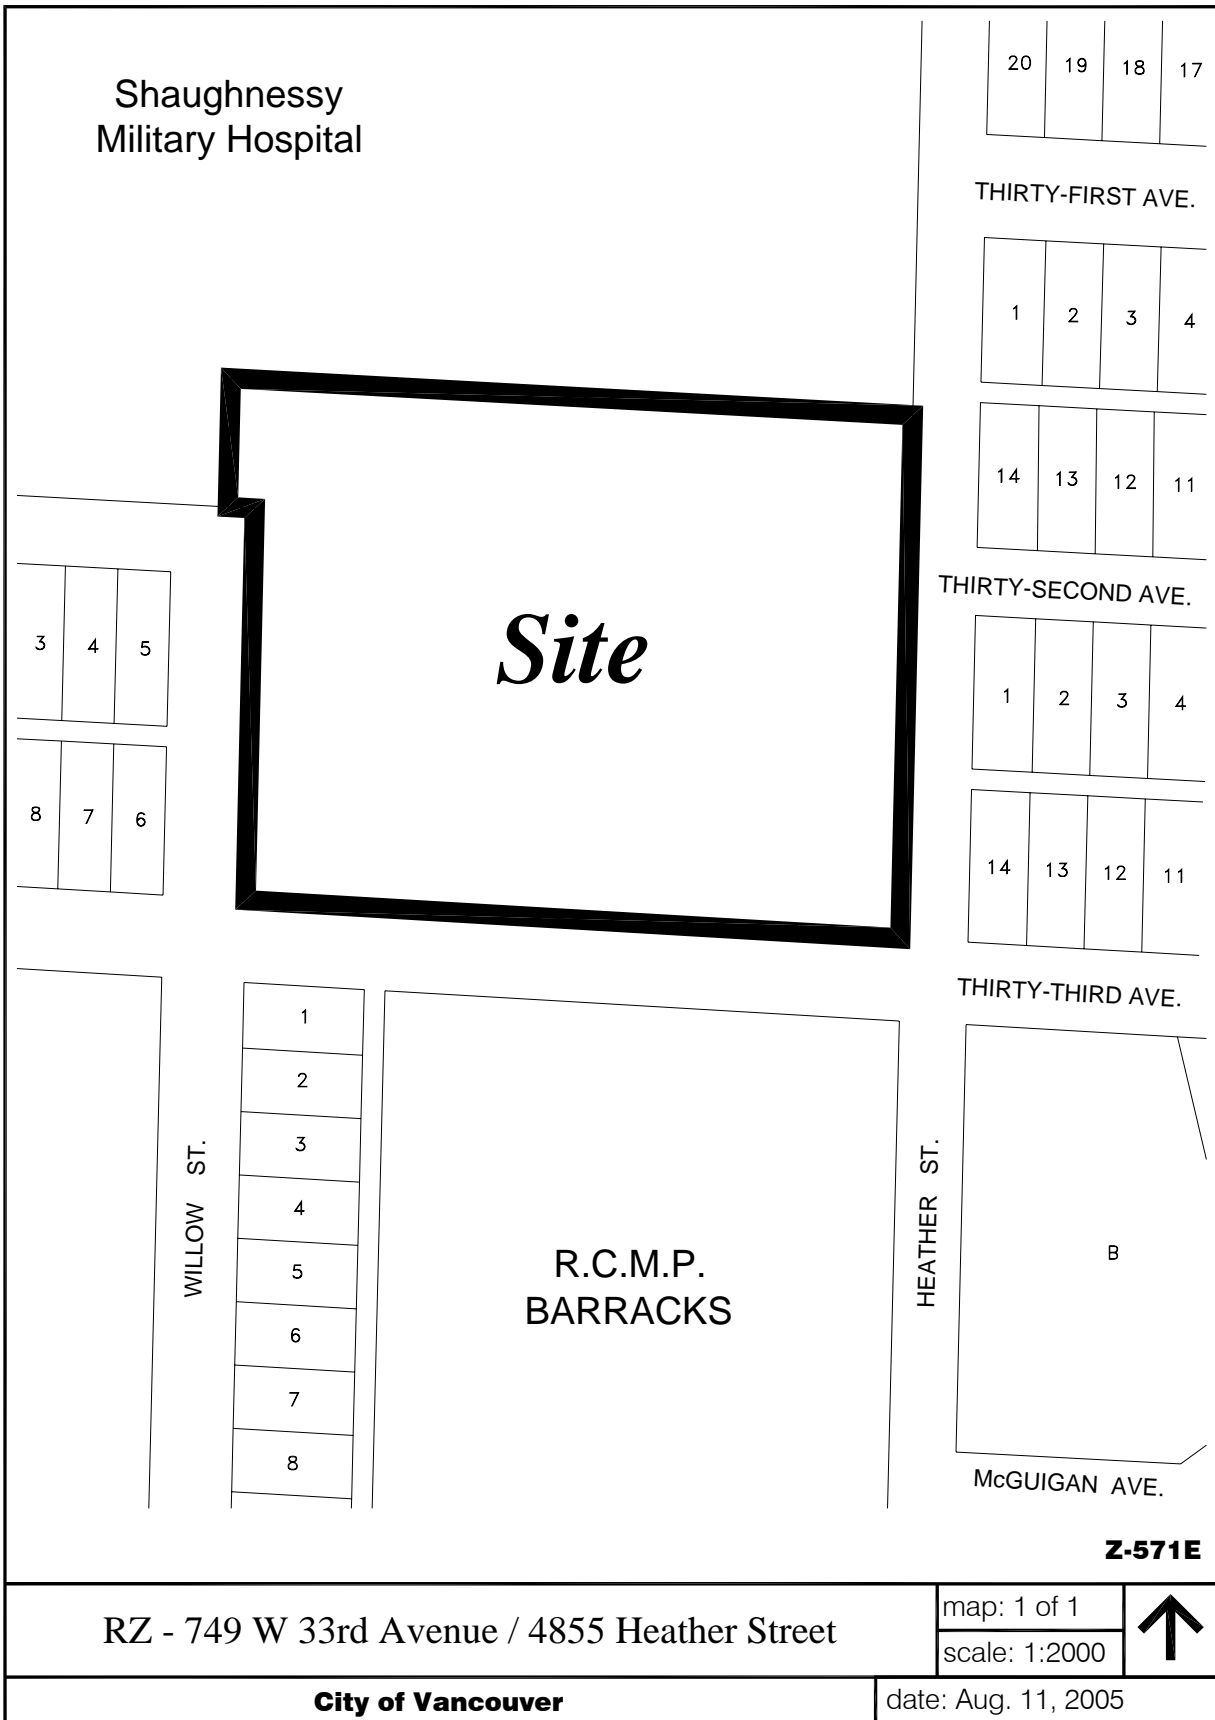 Shaughnessy
Military Hospital
20 19 18 17
THIRTY-FIRST AVE.
1 2 3 4
14 13 12 11
THIRTY-SECOND AVE.
Site
3 4 5
1 2 3 4
8 7 6
14 13 12 11
THIRTY-THIRD AVE.
1
2
3
4
5
6
7
8
WILLOW ST.
R.C.M.P.
BARRACKS
HEATHER ST.
B
McGUIGAN AVE.
Z-571E
RZ - 749 W 33rd Avenue / 4855 Heather Street
map: 1 of 1
scale: 1:2000
City of Vancouver
date: Aug. 11, 2005